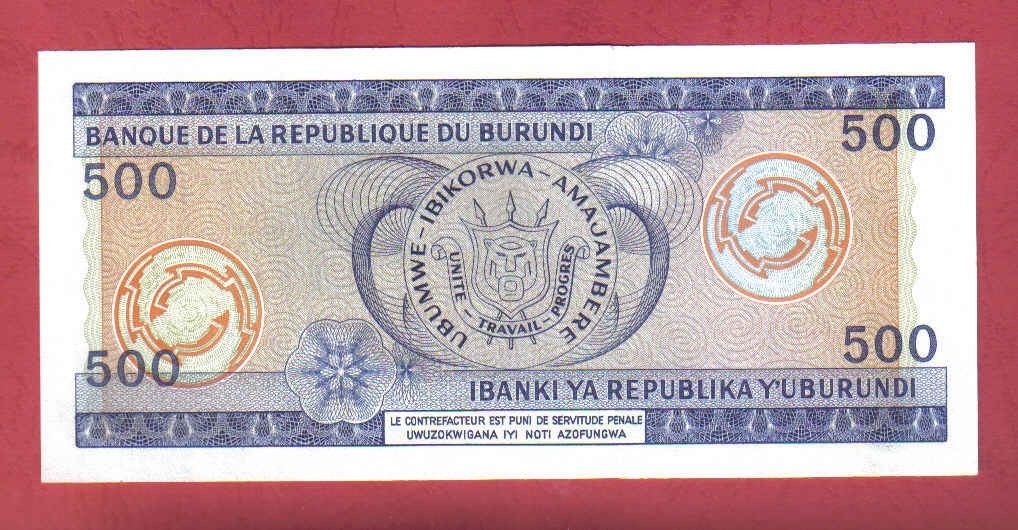 BANQUE DE LA REPUBLIQUE DU BURUNDI
500
500
UBUMWE - IBIKORWA - AMAJAMBERE
UNITE - TRAVAIL - PROGRES
500
500
IBANKI YA REPUBLIKA Y'UBURUNDI
LE CONTREFACTEUR EST PUNI DE SERVITUDE PENALE
UWUZOKWIGANA IYI NOTI AZOFUNGWA